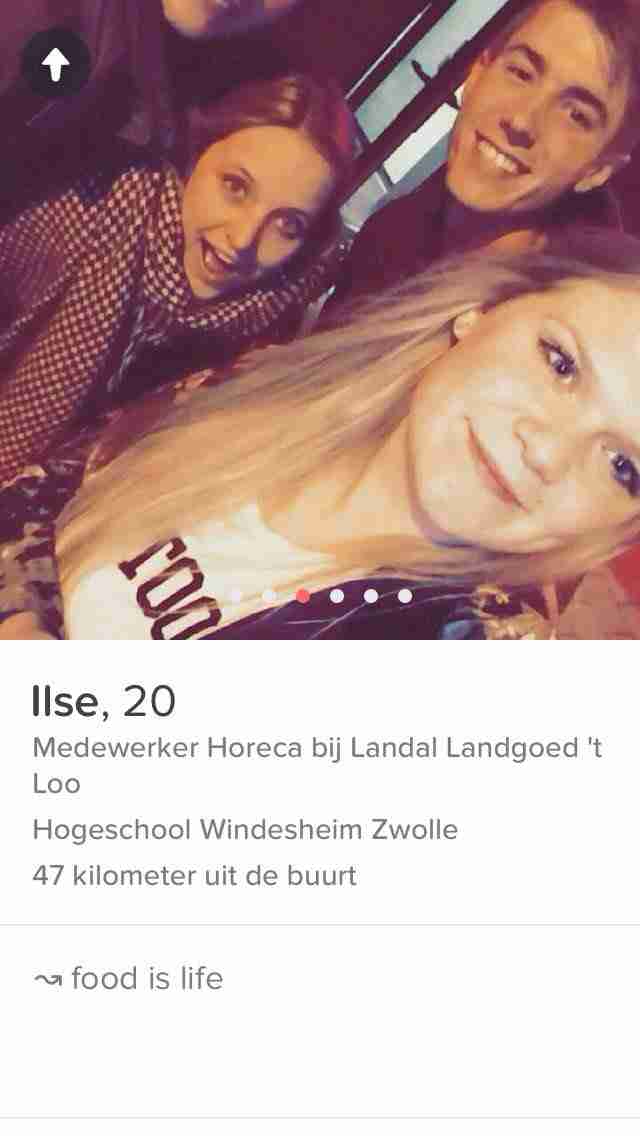 roo
Ilse, 20
Medewerker Horeca bij Landal Landgoed 't
Loo
Hogeschool Windesheim Zwolle
47 kilometer uit de buurt
↝ food is life